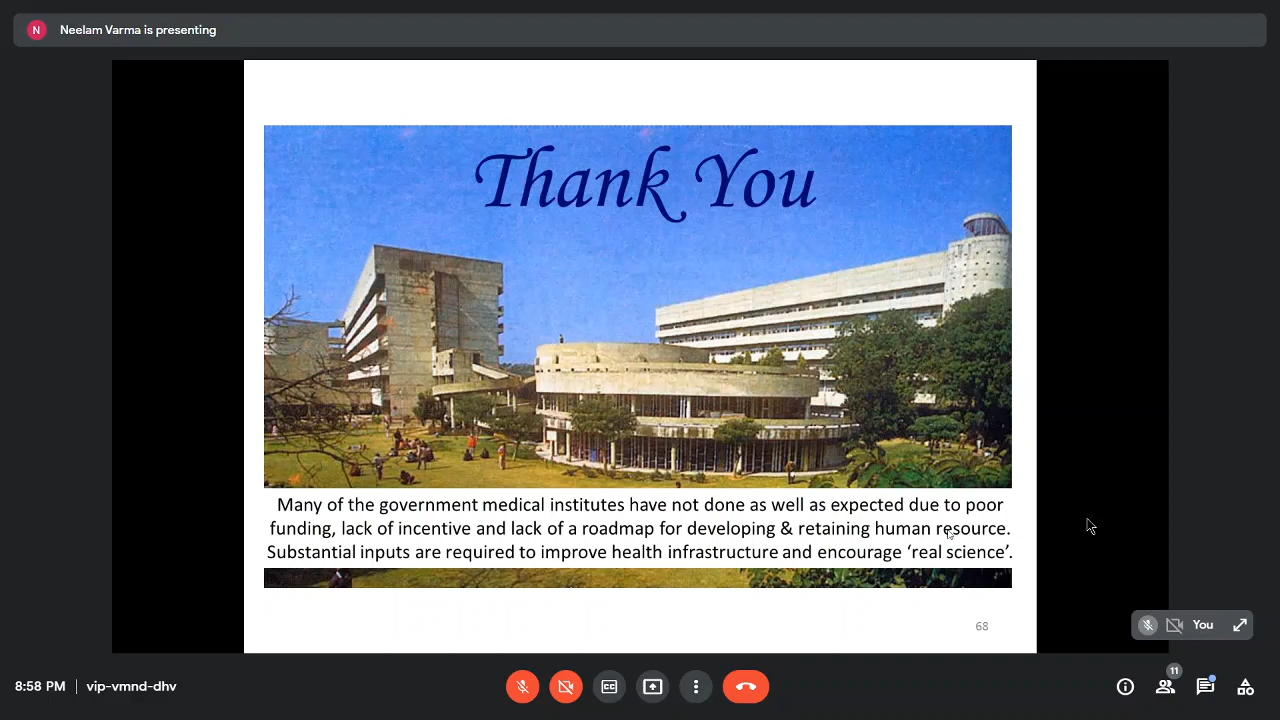 N
Neelam Varma is presenting
Thank You
Many of the government medical institutes have not done as well as expected due to poor
funding, lack of incentive and lack of a roadmap for developing & retaining human resource.
Substantial inputs are required to improve health infrastructure and encourage ‘real science’.
68
You
8:58 PM
vip-vmnd-dhv
CC
11